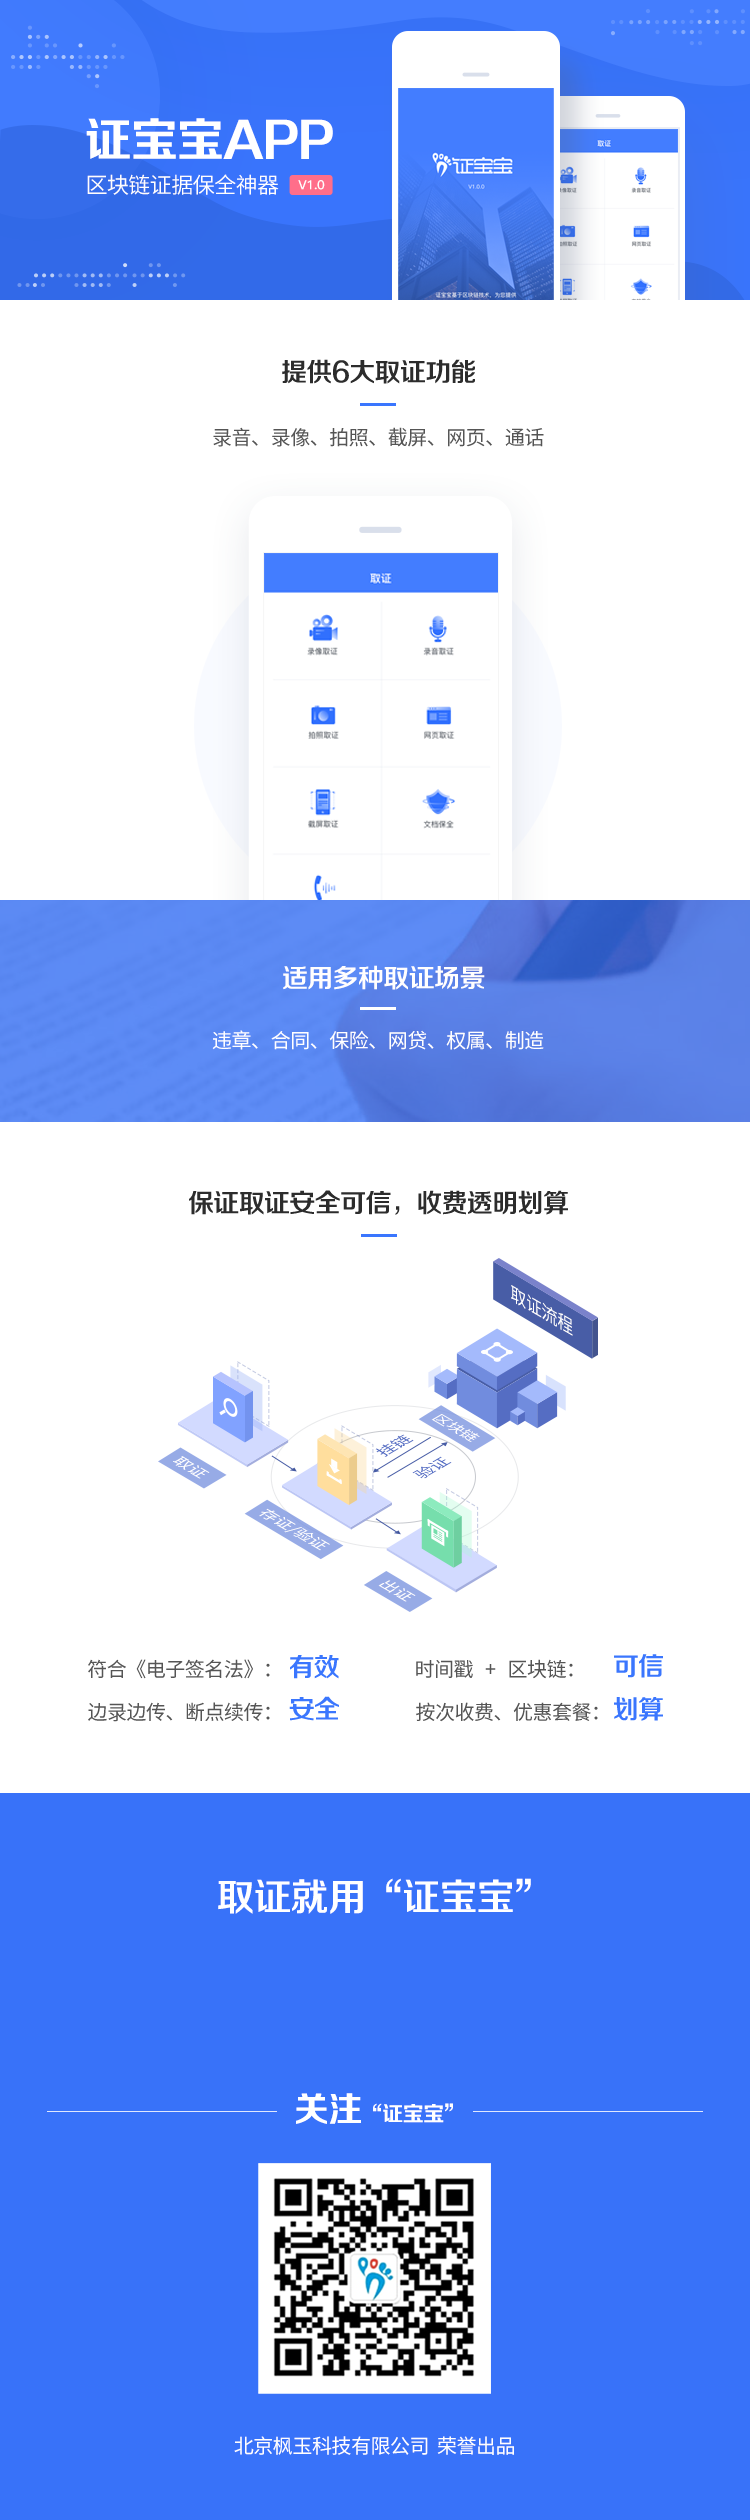 证宝宝APP
区块链证据保全神器 V1.0
证宝宝
V1.0.0
证宝宝基于区块链技术，为您提供
取证
录像取证 录音取证
拍照取证 网页取证
提供6大取证功能
录音、录像、拍照、截屏、网页、通话
取证
录像取证 录音取证
拍照取证 网页取证
截屏取证 文档保全
适用多种取证场景
违章、合同、保险、网贷、权属、制造
保证取证安全可信，收费透明划算
取证流程
区块链
挂链
验证
取证
存证/验证
出证
符合《电子签名法》： 有效
时间戳 + 区块链： 可信
边录边传、断点续传： 安全
按次收费、优惠套餐： 划算
取证就用“证宝宝”
关注“证宝宝”
北京枫玉科技有限公司 荣誉出品